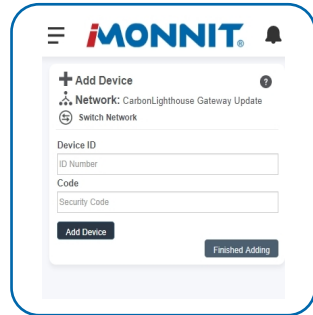 iMONNIT®
Add Device
Network: CarbonLighthouse Gateway Update
Switch Network
Device ID
ID Number
Code
Security Code
Add Device
Finished Adding